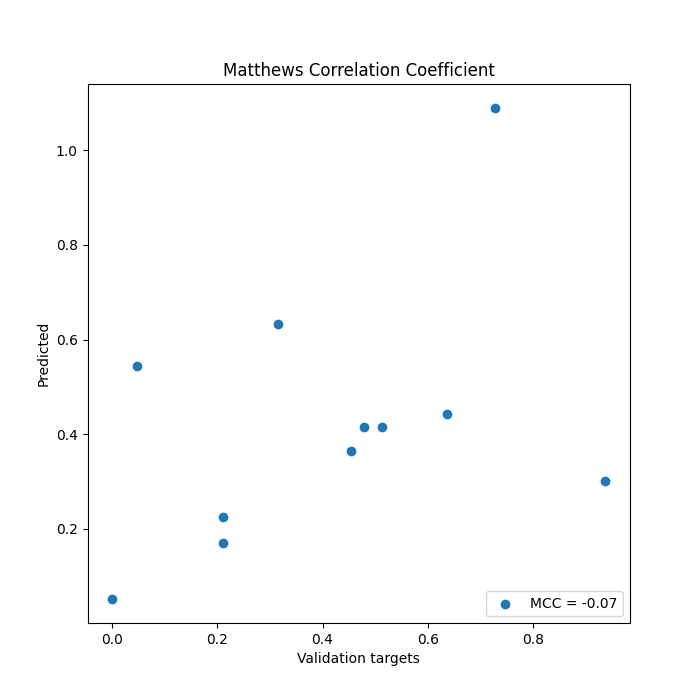 Matthews Correlation Coefficient
1.0
0.8
0.6
0.4
0.2
Predicted
MCC = -0.07
0.0 0.2 0.4 0.6 0.8
Validation targets